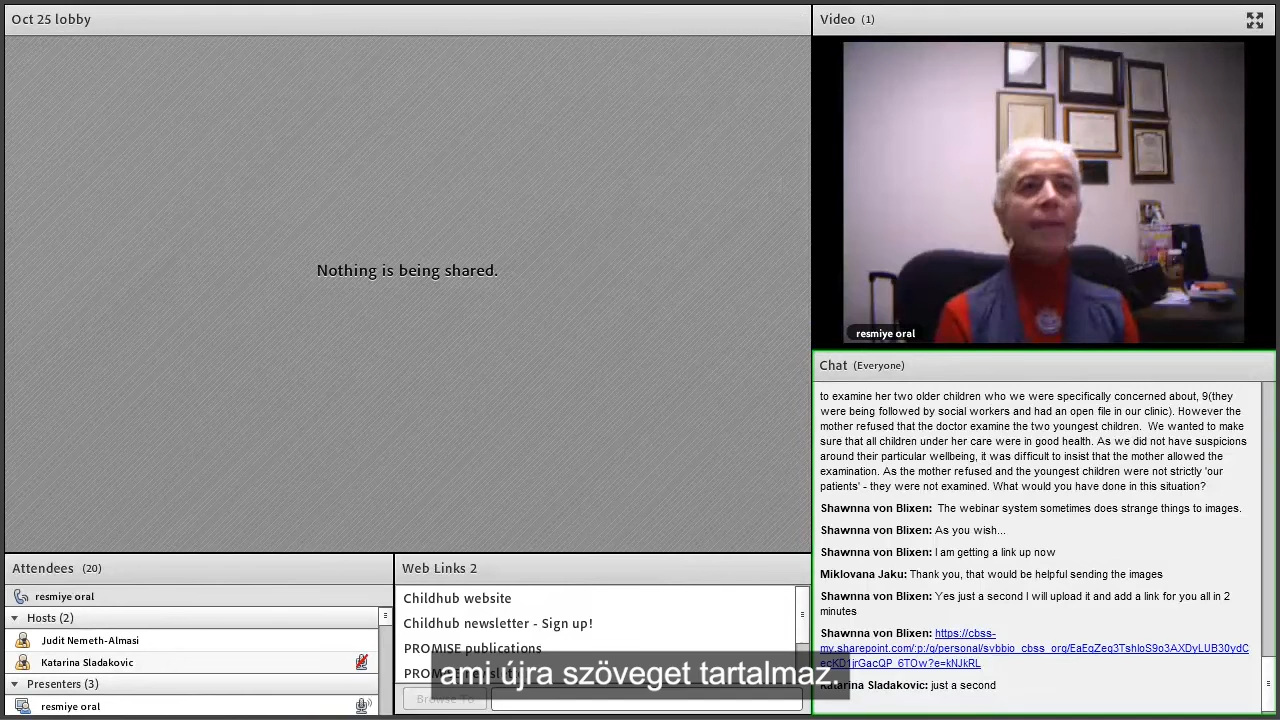 Oct 25 lobby
Nothing is being shared.
Video (1)
resmiye oral
Chat (Everyone)
to examine her two older children who we were specifically concerned about, 9(they
were being followed by social workers and had an open file in our clinic). However the
mother refused that the doctor examine the two youngest children. We wanted to make
sure that all children under her care were in good health. As we did not have suspicions
around their particular wellbeing, it was difficult to insist that the mother allowed the
examination. As the mother refused and the youngest children were not strictly 'our
patients' - they were not examined. What would you have done in this situation?
Shawnna von Blixen: The webinar system sometimes does strange things to images.
Shawnna von Blixen: As you wish...
Shawnna von Blixen: I am getting a link up now
Miklovana Jaku: Thank you, that would be helpful sending the images
Shawnna von Blixen: Yes just a second I will upload it and add a link for you all in 2
minutes
Shawnna von Blixen: https://cbss-
Katarina Sladakovic: just a second
Attendees (20)
resmiye oral
Hosts (2)
Judit Nemeth-Almasi
Katarina Sladakovic
Presenters (3)
resmiye oral
Web Links 2
Childhub website
Childhub newsletter - Sign up!
PROMISE publications
Browse To
ami újra szöveget tartalmaz.